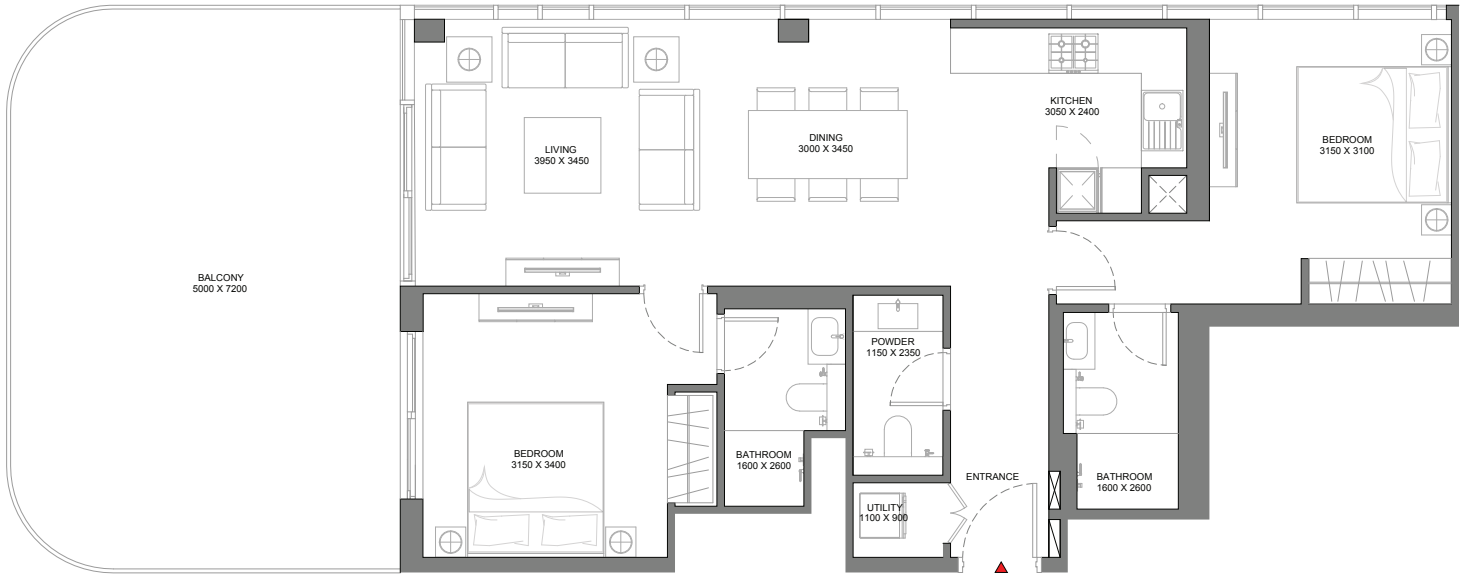 KITCHEN
3050 X 2400
DINING
3000 X 3450
BEDROOM
3150 X 3100
LIVING
3950 X 3450
BALCONY
5000 X 7200
POWDER
1150 X 2350
BEDROOM
3150 X 3400
BATHROOM
1600 X 2600
ENTRANCE
BATHROOM
1600 X 2600
UTILITY
1100 X 900